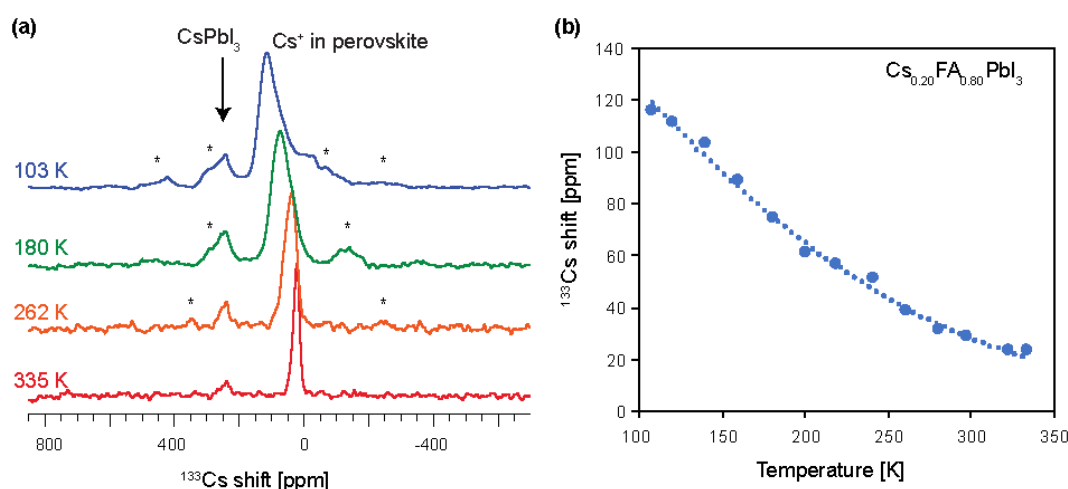 (a)
CsPbI₃
Cs⁺ in perovskite
* * * *
103 K
* *
180 K
* *
262 K
335 K
800 400 0 -400
¹³³Cs shift [ppm]
(b)
Cs₀.₂₀FA₀.₈₀PbI₃
140
120
100
80
60
40
20
0
¹³³Cs shift [ppm]
100 150 200 250 300 350
Temperature [K]